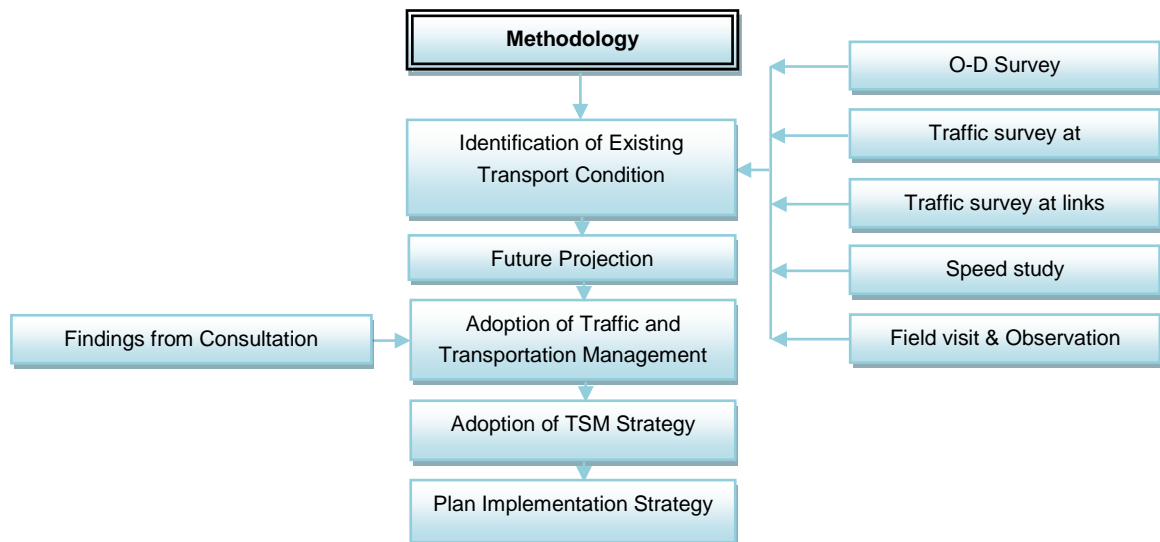 Methodology
Identification of Existing
Transport Condition
Future Projection
Adoption of Traffic and
Transportation Management
Adoption of TSM Strategy
Plan Implementation Strategy
Findings from Consultation
O-D Survey
Traffic survey at
Traffic survey at links
Speed study
Field visit & Observation